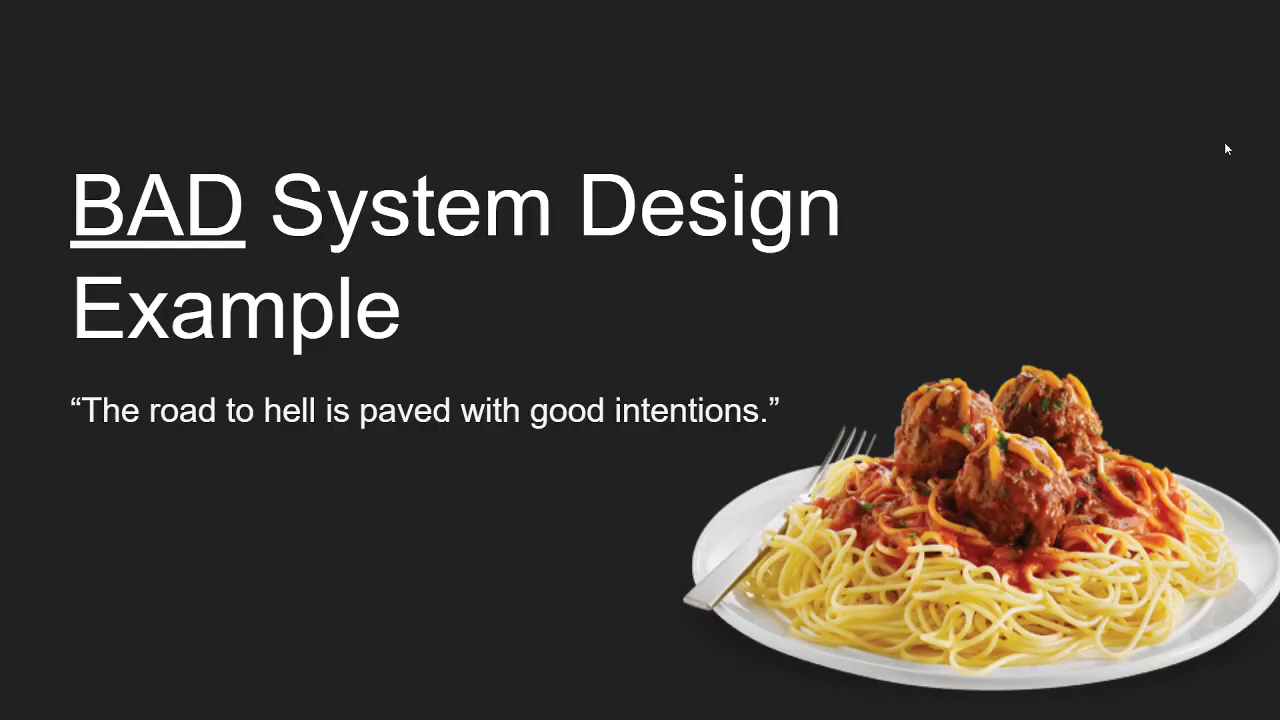 BAD System Design
Example
“The road to hell is paved with good intentions.”